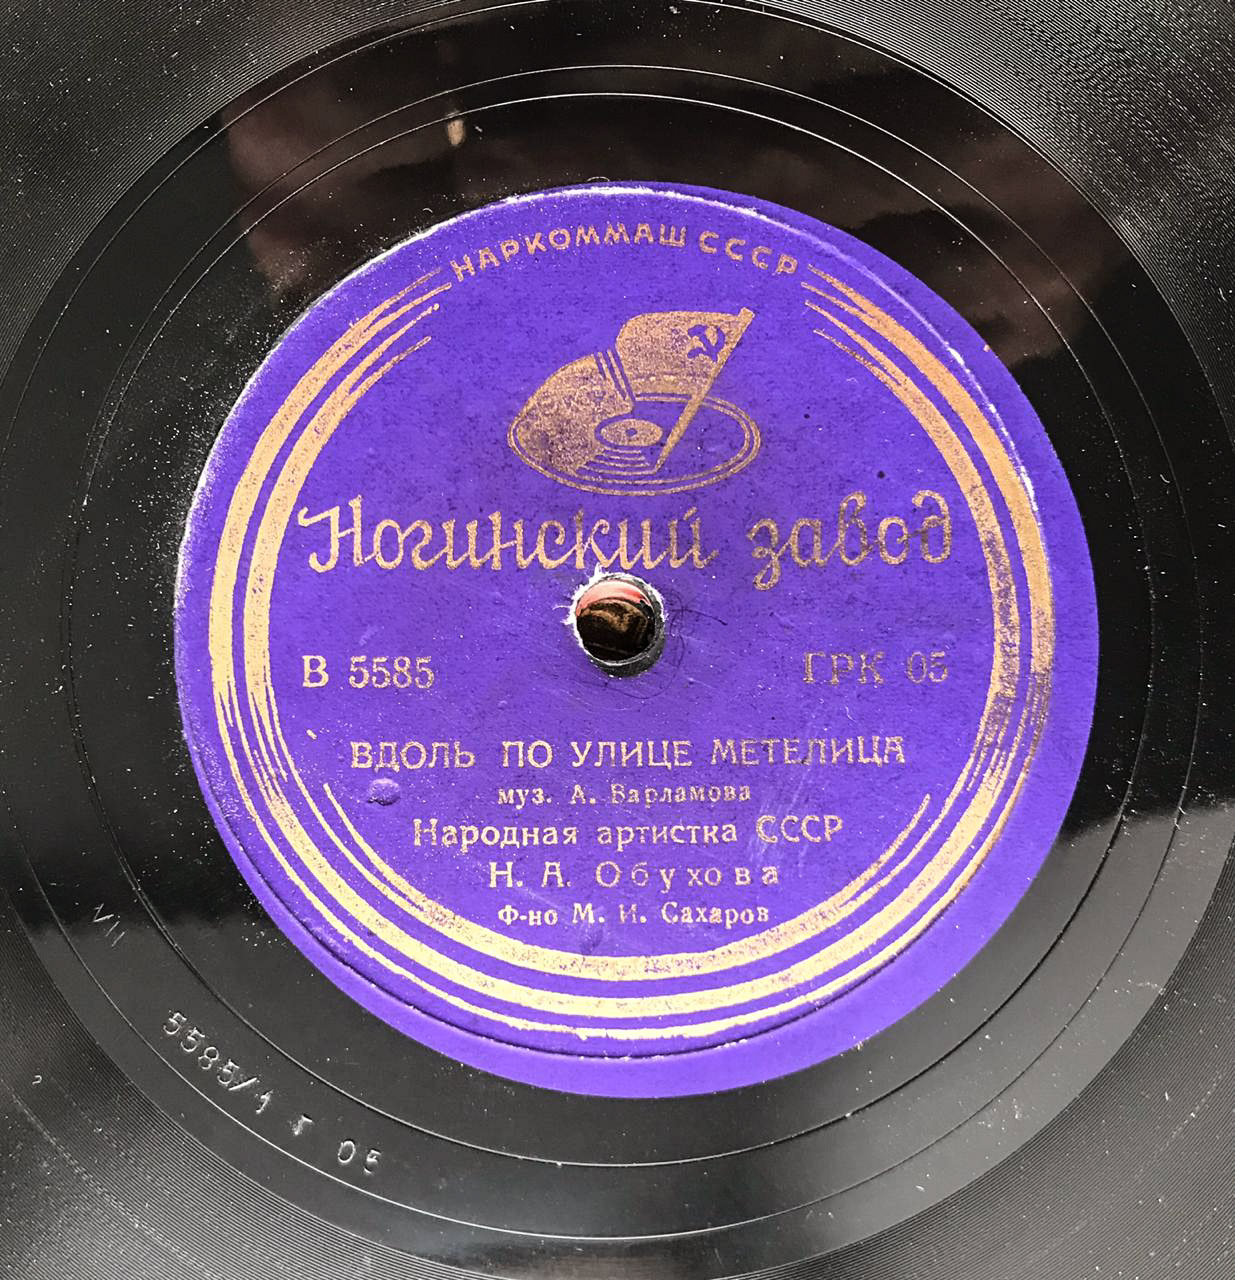 НАРКОММАШ СССР
Ногинский завод
В 5585 ГРК 05
ВДОЛЬ ПО УЛИЦЕ МЕТЕЛИЦА
муз. А. Варламова
Народная артистка СССР
Н. А. Обухова
Ф-но М. И. Сахаров
5585/1 05